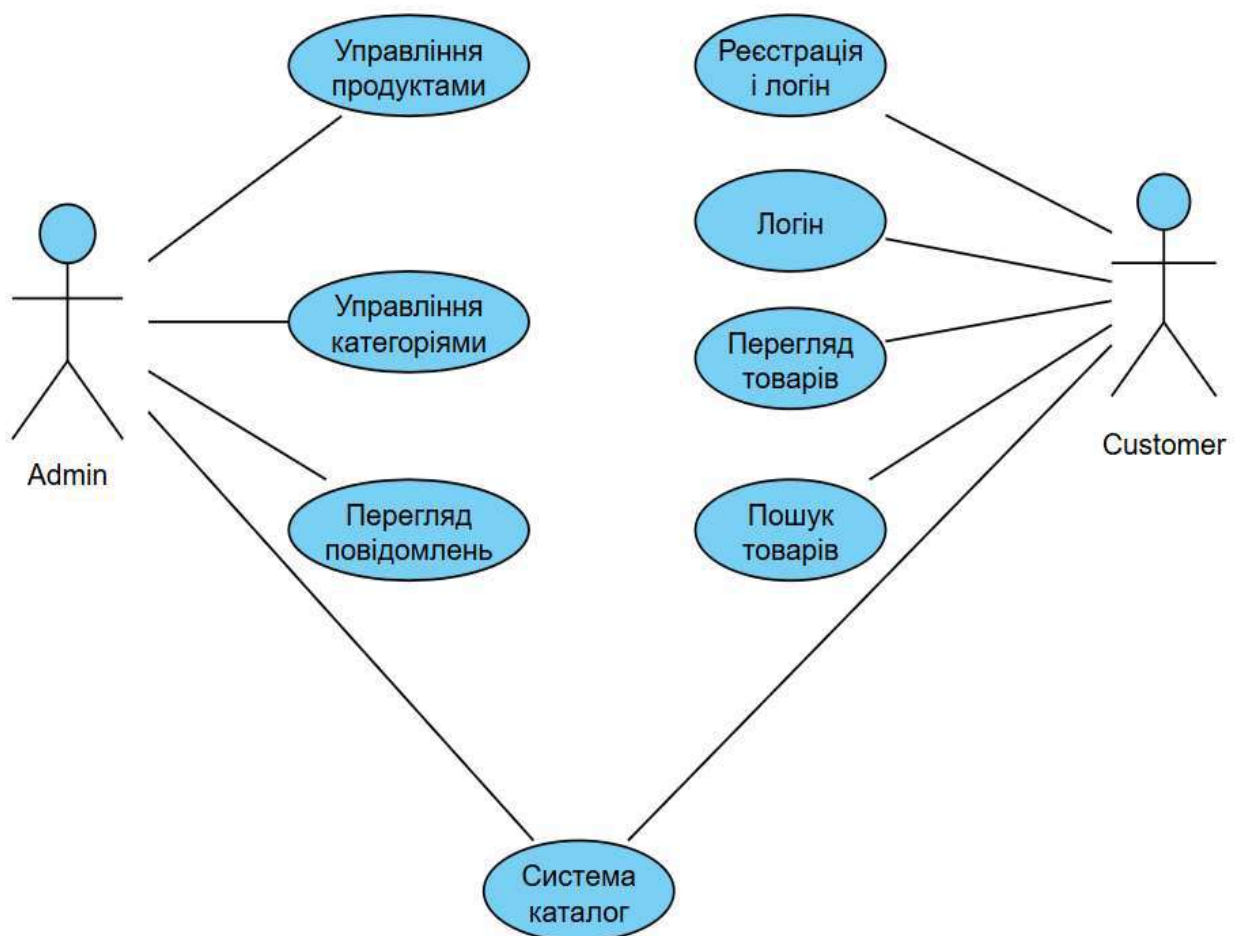 Управління
продуктами
Реєстрація
і логін
Логін
Управління
категоріями
Перегляд
товарів
Admin
Customer
Перегляд
повідомлень
Пошук
товарів
Система
каталог